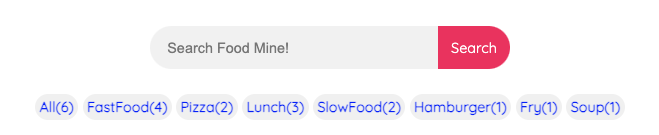 Search Food Mine! Search
All(6) FastFood(4) Pizza(2) Lunch(3) SlowFood(2) Hamburger(1) Fry(1) Soup(1)